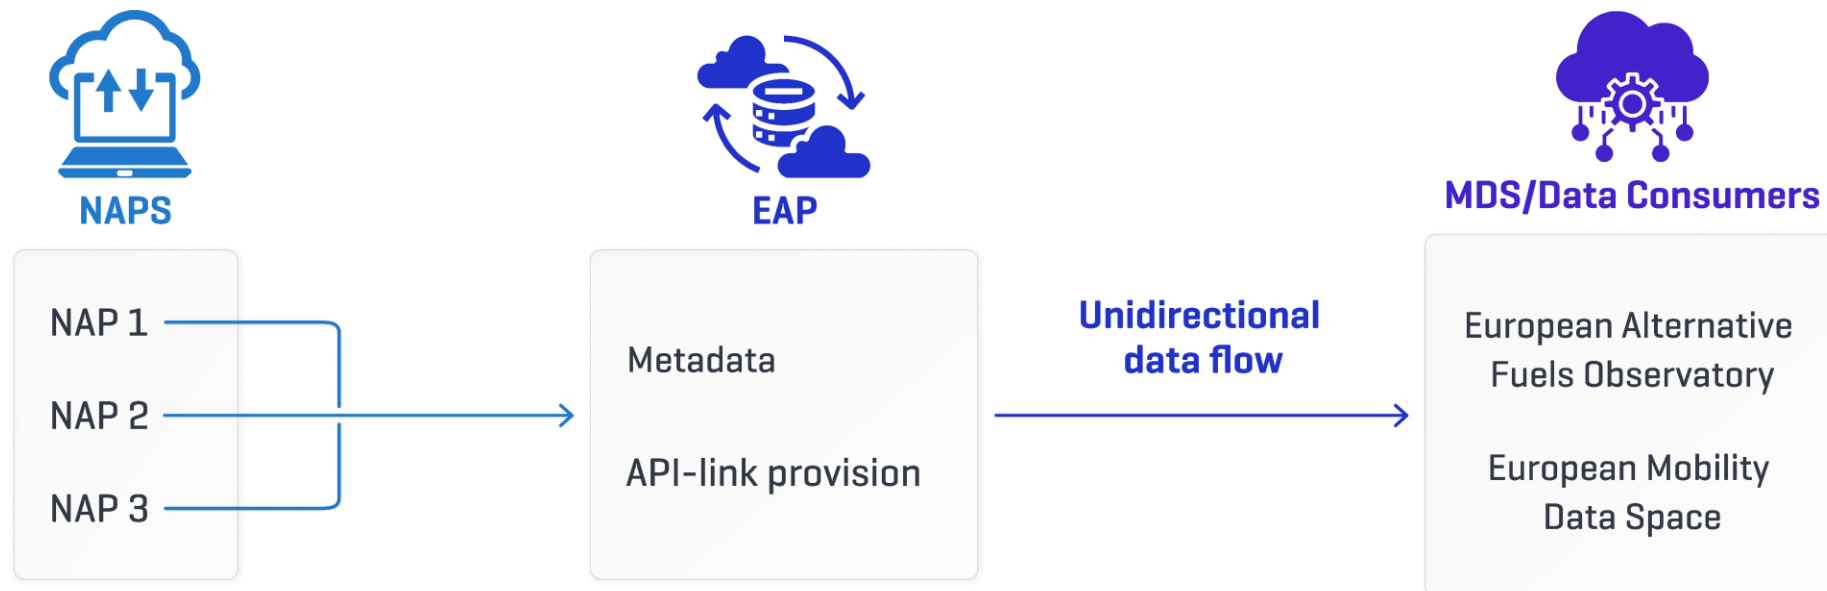 NAPS
NAP 1
NAP 2
NAP 3
EAP
Metadata
API-link provision
Unidirectional
data flow
MDS/Data Consumers
European Alternative
Fuels Observatory
European Mobility
Data Space